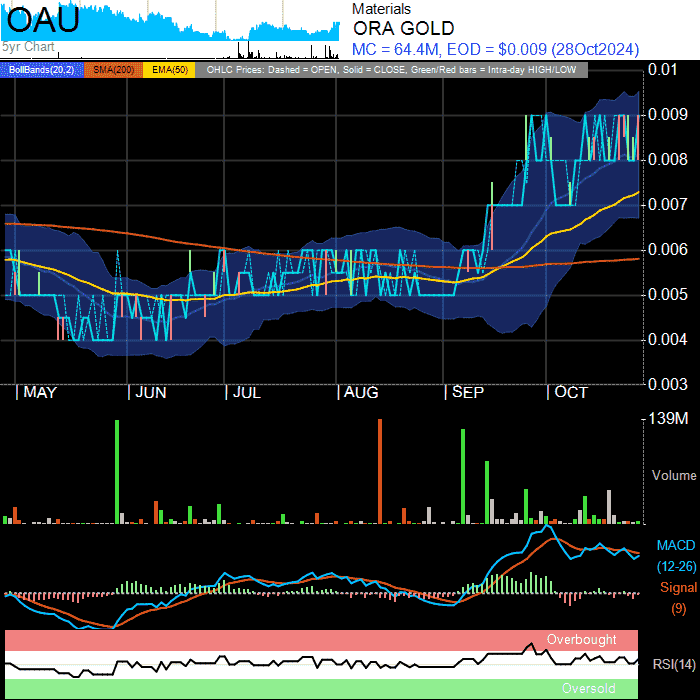 OAU
5yr Chart
Materials
ORA GOLD
MC = 64.4M, EOD = $0.009 (28Oct2024)
BollBands(20,2) SMA(200) EMA(50) OHLC Prices: Dashed = OPEN, Solid = CLOSE, Green/Red bars = Intra-day HIGH/LOW
0.01
0.009
0.008
0.007
0.006
0.005
0.004
0.003
MAY JUN JUL AUG SEP OCT
139M
Volume
MACD
(12-26)
Signal
(9)
Overbought
RSI(14)
Oversold